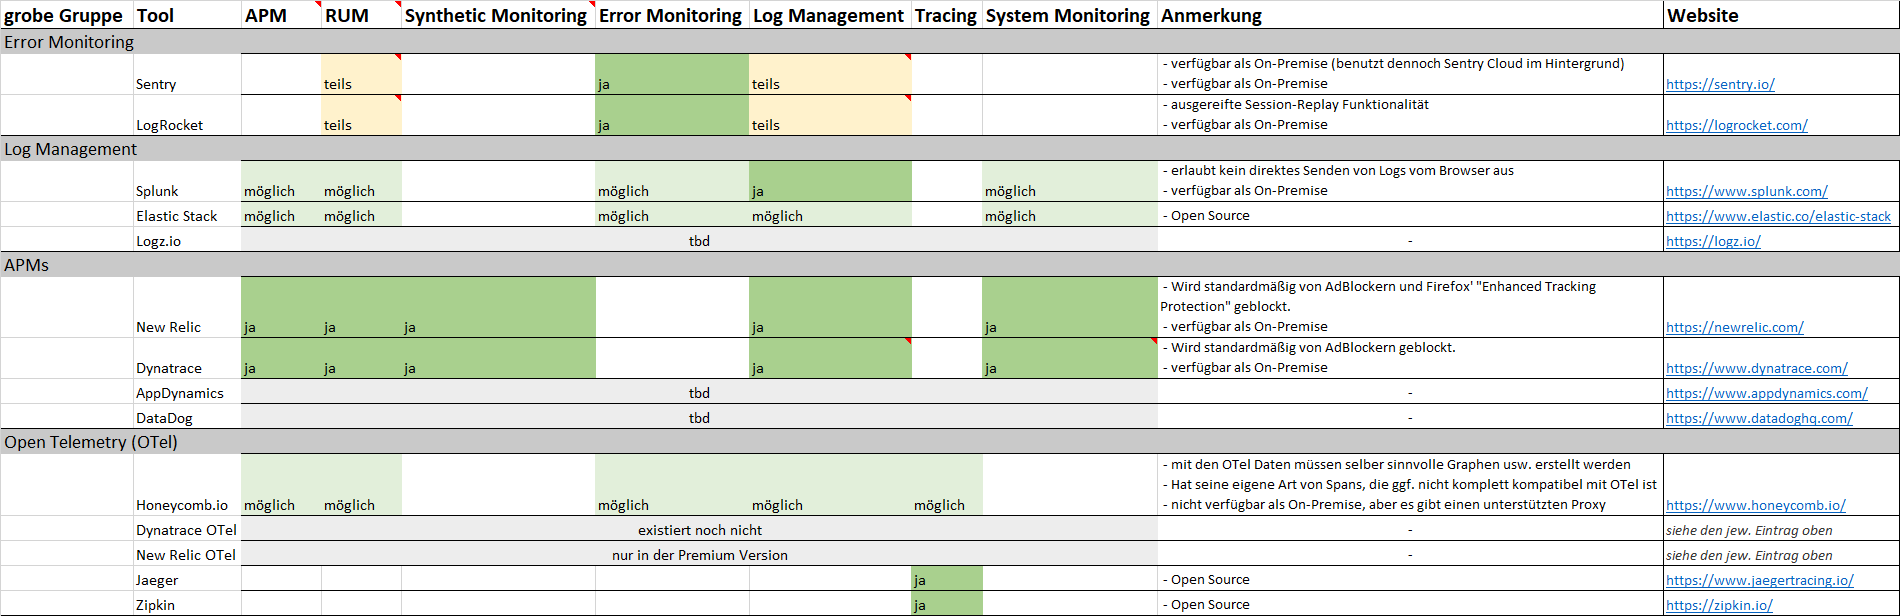 grobe Gruppe Tool APM RUM Synthetic Monitoring Error Monitoring Log Management Tracing System Monitoring Anmerkung Website
Error Monitoring
- verfügbar als On-Premise (benutzt dennoch Sentry Cloud im Hintergrund)
Sentry teils ja teils - verfügbar als On-Premise https://sentry.io/
- ausgereifte Session-Replay Funktionalität
LogRocket teils ja teils - verfügbar als On-Premise https://logrocket.com/
Log Management
- erlaubt kein direktes Senden von Logs vom Browser aus
Splunk möglich möglich möglich ja möglich - verfügbar als On-Premise https://www.splunk.com/
Elastic Stack möglich möglich möglich möglich möglich - Open Source https://www.elastic.co/elastic-stack
Logz.io tbd - https://logz.io/
APMs
- Wird standardmäßig von AdBlockern und Firefox' "Enhanced Tracking
Protection" geblockt.
New Relic ja ja ja ja ja - verfügbar als On-Premise https://newrelic.com/
- Wird standardmäßig von AdBlockern geblockt.
Dynatrace ja ja ja ja ja - verfügbar als On-Premise https://www.dynatrace.com/
AppDynamics tbd - https://www.appdynamics.com/
DataDog tbd - https://www.datadoghq.com/
Open Telemetry (OTel)
- mit den OTel Daten müssen selber sinnvolle Graphen usw. erstellt werden
- Hat seine eigene Art von Spans, die ggf. nicht komplett kompatibel mit OTel ist
Honeycomb.io möglich möglich möglich möglich möglich - nicht verfügbar als On-Premise, aber es gibt einen unterstützten Proxy https://www.honeycomb.io/
Dynatrace OTel existiert noch nicht - siehe den jew. Eintrag oben
New Relic OTel nur in der Premium Version - siehe den jew. Eintrag oben
Jaeger ja - Open Source https://www.jaegertracing.io/
Zipkin ja - Open Source https://zipkin.io/